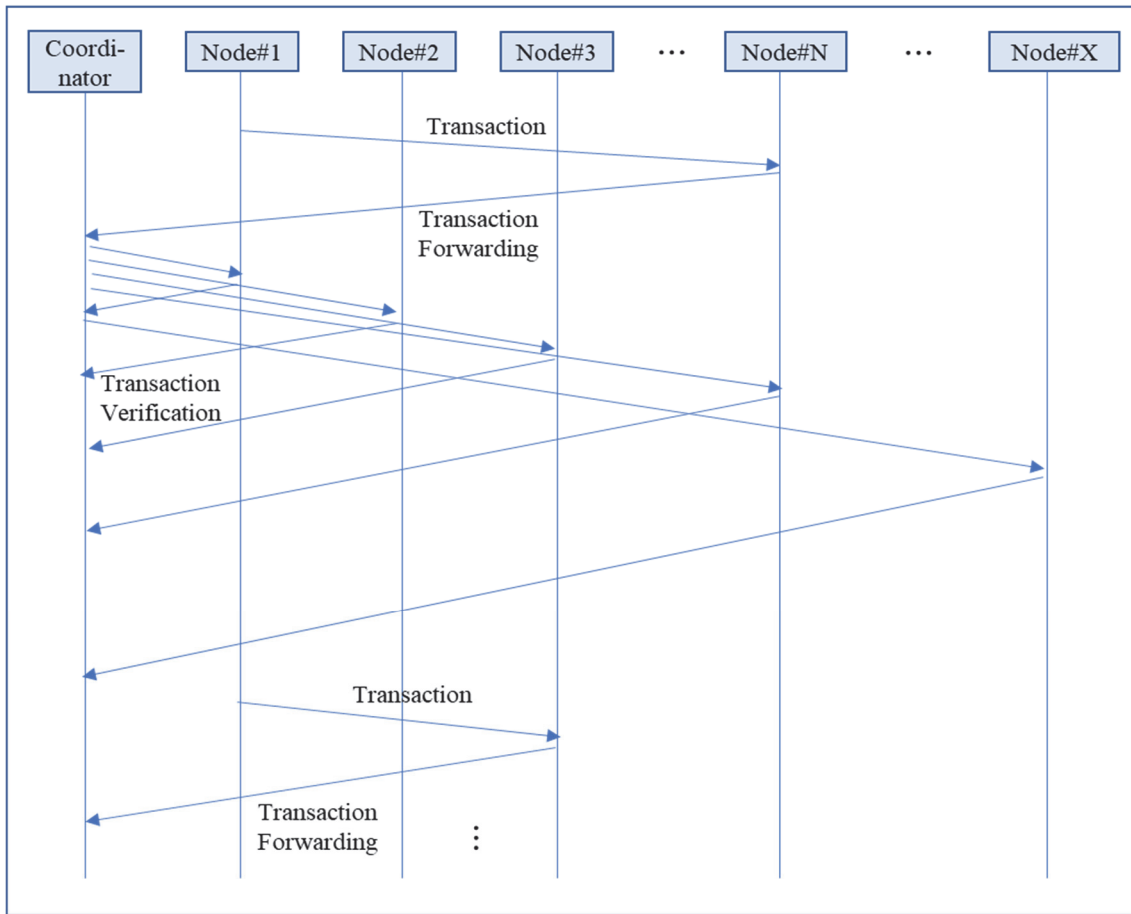 Coordi-
nator
Node#1
Node#2
Node#3
...
Node#N
...
Node#X
Transaction
Transaction
Forwarding
Transaction
Verification
Transaction
Transaction
Forwarding
⋮